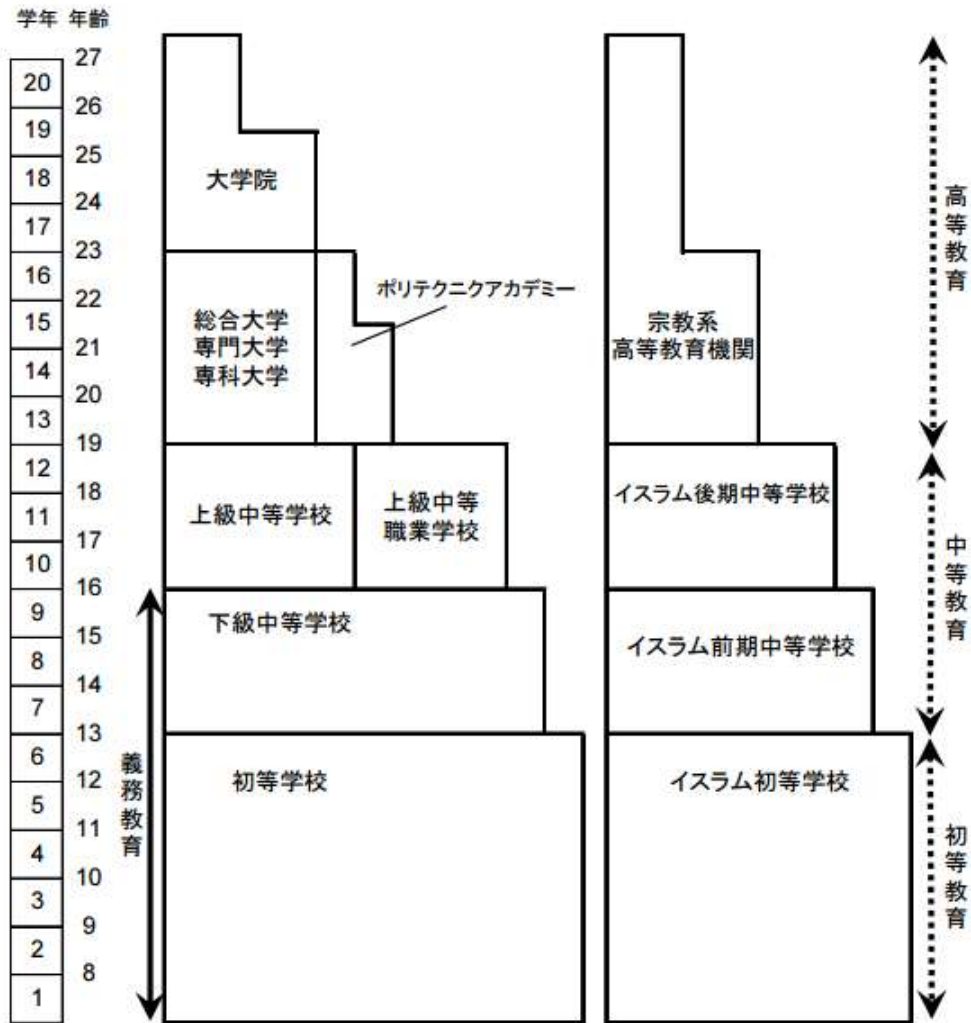 学年 年齢
27
20
26
19
25
18
24
17
23
16
22
15
21
14
20
13
19
12
18
11
17
10
16
9
15
8
14
7
13
6
12
5
11
4
10
3
9
2
8
1
義務教育
大学院
総合大学
専門大学
専科大学
ポリテクニクアカデミー
上級中等学校
上級中等
職業学校
下級中等学校
初等学校
宗教系
高等教育機関
イスラム後期中等学校
イスラム前期中等学校
イスラム初等学校
高等教育
中等教育
初等教育